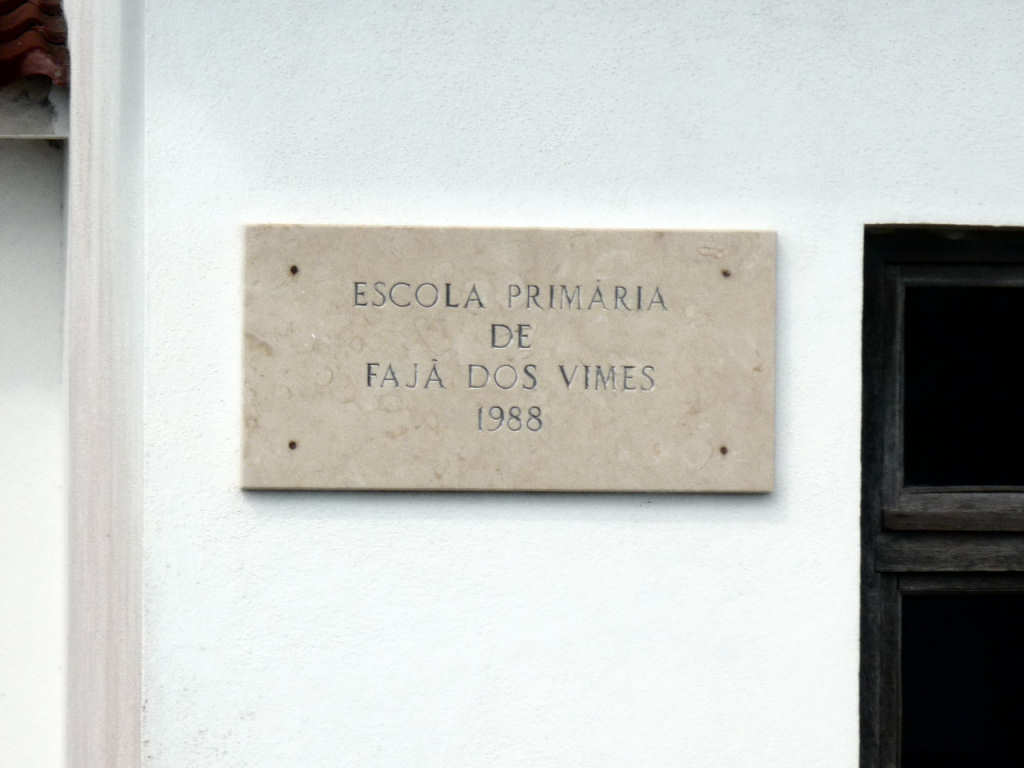 ESCOLA PRIMÁRIA
DE
FAJÃ DOS VIMES
1988